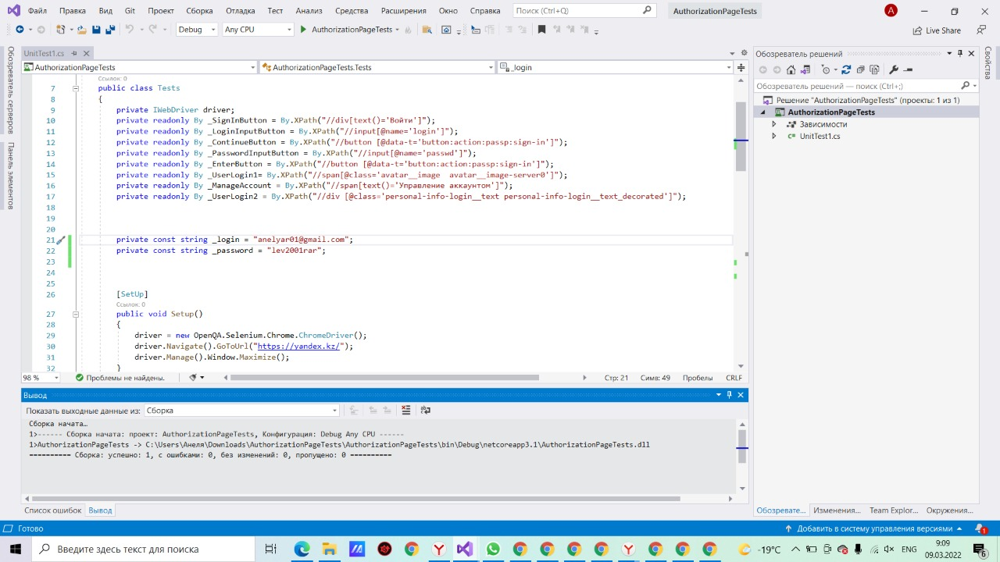 Файл Правка Вид Git Проект Сборка Отладка Тест Анализ Средства Расширения Окно Справка Поиск (Ctrl+Q) AuthorizationPageTests A
Debug Any CPU AuthorizationPageTests Live Share
Обозреватель серверов
Панель элементов
UnitTest1.cs
AuthorizationPageTests AuthorizationPageTests.Tests _login
Ссылок: 0
7 public class Tests
8 {
9 private IWebDriver driver;
10 private readonly By _SignInButton = By.XPath("//div[text()='Войти']");
11 private readonly By _LoginInputButton = By.XPath("//input[@name='login']");
12 private readonly By _ContinueButton = By.XPath("//button [@data-t='button:action:passp:sign-in']");
13 private readonly By _PasswordInputButton = By.XPath("//input[@name='passwd']");
14 private readonly By _EnterButton = By.XPath("//button [@data-t='button:action:passp:sign-in']");
15 private readonly By _UserLogin1= By.XPath("//span[@class='avatar__image  avatar__image-server0']");
16 private readonly By _ManageAccount = By.XPath("//span[text()='Управление аккаунтом']");
17 private readonly By _UserLogin2 = By.XPath("//div [@class='personal-info-login__text personal-info-login__text_decorated']");
18
19
20
21 private const string _login = "anelyar01@gmail.com";
22 private const string _password = "lev2001rar";
23
24
25
26 [SetUp]
Ссылок: 0
27 public void Setup()
28 {
29 driver = new OpenQA.Selenium.Chrome.ChromeDriver();
30 driver.Navigate().GoToUrl("https://yandex.kz/");
31 driver.Manage().Window.Maximize();
32 }
98 % Проблемы не найдены. Стр: 21 Симв: 49 Пробелы CRLF
Вывод
Показать выходные данные из: Сборка
Сборка начата…
1>------ Сборка начата: проект: AuthorizationPageTests, Конфигурация: Debug Any CPU ------
1>AuthorizationPageTests -> C:\Users\Анеля\Downloads\AuthorizationPageTests\AuthorizationPageTests\bin\Debug\netcoreapp3.1\AuthorizationPageTests.dll
========== Сборка: успешно: 1, с ошибками: 0, без изменений: 0, пропущено: 0 ==========
Список ошибок Вывод
Обозреватель решений
Обозреватель решений — поиск (Ctrl+;)
Решение "AuthorizationPageTests" (проекты: 1 из 1)
AuthorizationPageTests
Зависимости
UnitTest1.cs
Обозревате... Изменения... Team Explor... Окружения...
Свойства
Готово Добавить в систему управления версиями 1
Введите здесь текст для поиска -19°C ENG 9:09
09.03.2022 6